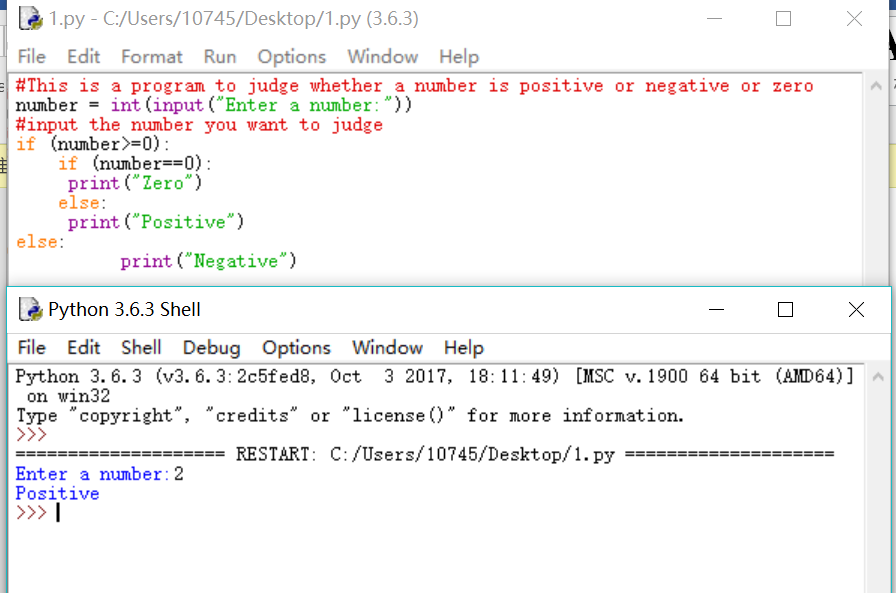 1.py - C:/Users/10745/Desktop/1.py (3.6.3)
File Edit Format Run Options Window Help
#This is a program to judge whether a number is positive or negative or zero
number = int(input("Enter a number:"))
#input the number you want to judge
if (number>=0):
    if (number==0):
     print("Zero")
    else:
     print("Positive")
else:
          print("Negative")
Python 3.6.3 Shell
File Edit Shell Debug Options Window Help
Python 3.6.3 (v3.6.3:2c5fed8, Oct  3 2017, 18:11:49) [MSC v.1900 64 bit (AMD64)]
 on win32
Type "copyright", "credits" or "license()" for more information.
>>>
==================== RESTART: C:/Users/10745/Desktop/1.py ====================
Enter a number:2
Positive
>>>